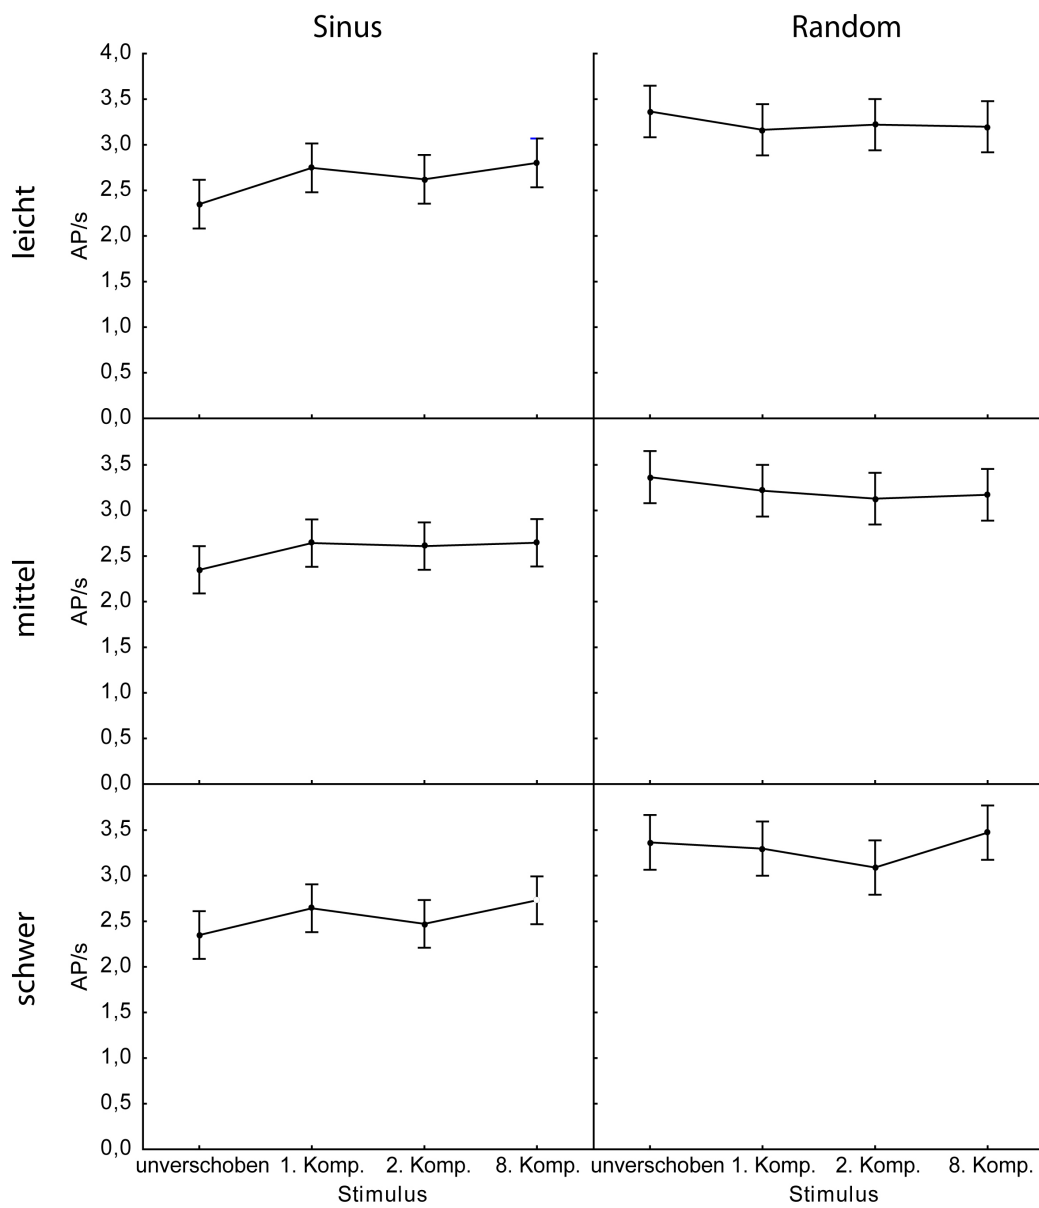 Sinus Random
leicht
AP/s
4,0
3,5
3,0
2,5
2,0
1,5
1,0
0,5
0,0
mittel
AP/s
3,5
3,0
2,5
2,0
1,5
1,0
0,5
0,0
schwer
AP/s
3,5
3,0
2,5
2,0
1,5
1,0
0,5
0,0
unverschoben 1. Komp. 2. Komp. 8. Komp. unverschoben 1. Komp. 2. Komp. 8. Komp.
Stimulus Stimulus